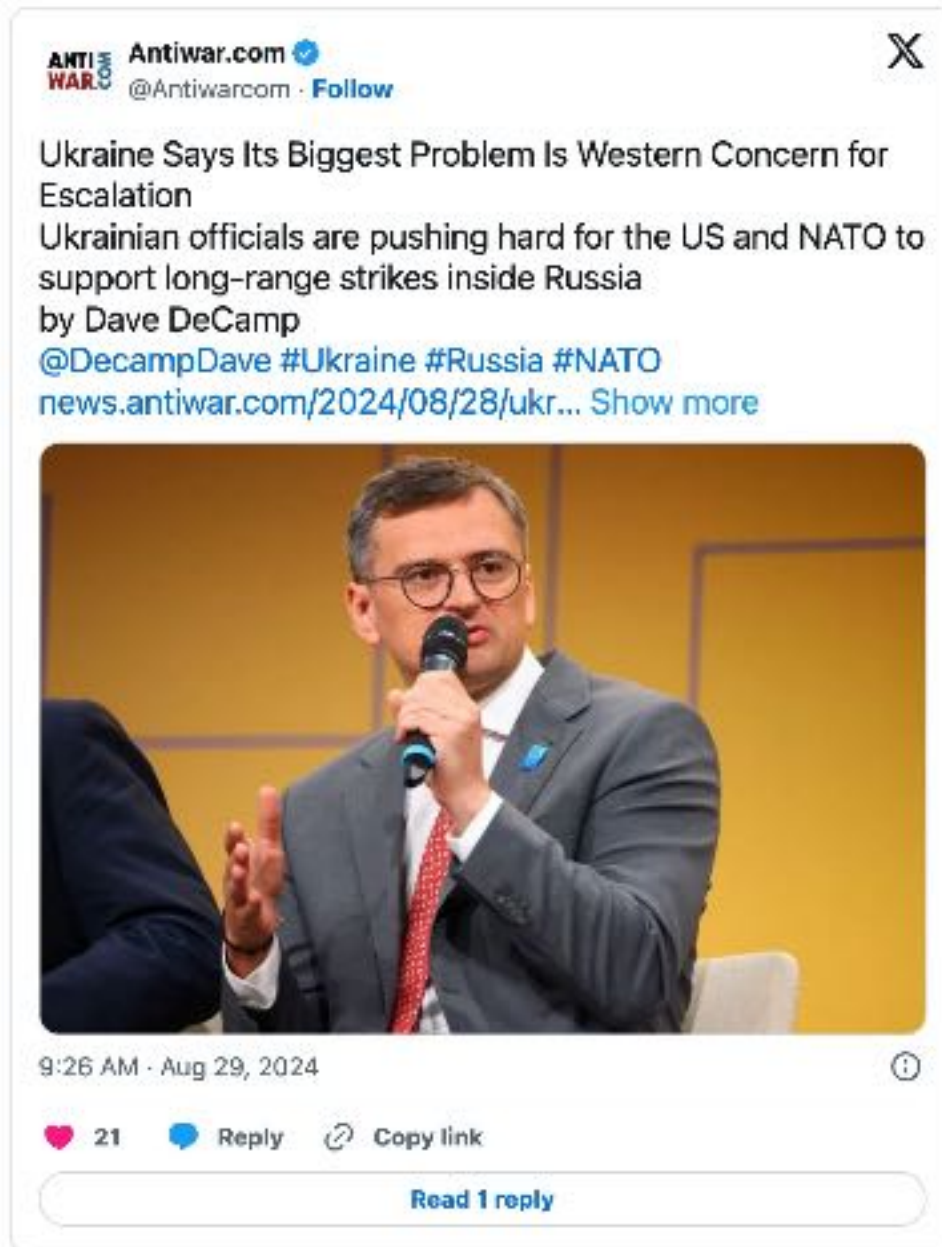 ANTI
WAR.COM
Antiwar.com
@Antiwarcom · Follow
Ukraine Says Its Biggest Problem Is Western Concern for
Escalation
Ukrainian officials are pushing hard for the US and NATO to
support long-range strikes inside Russia
by Dave DeCamp
@DecampDave #Ukraine #Russia #NATO
news.antiwar.com/2024/08/28/ukr... Show more
9:26 AM · Aug 29, 2024
21 Reply Copy link
Read 1 reply